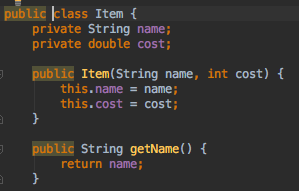 public class Item {
private String name;
private double cost;
public Item(String name, int cost) {
this.name = name;
this.cost = cost;
}
public String getName() {
return name;
}